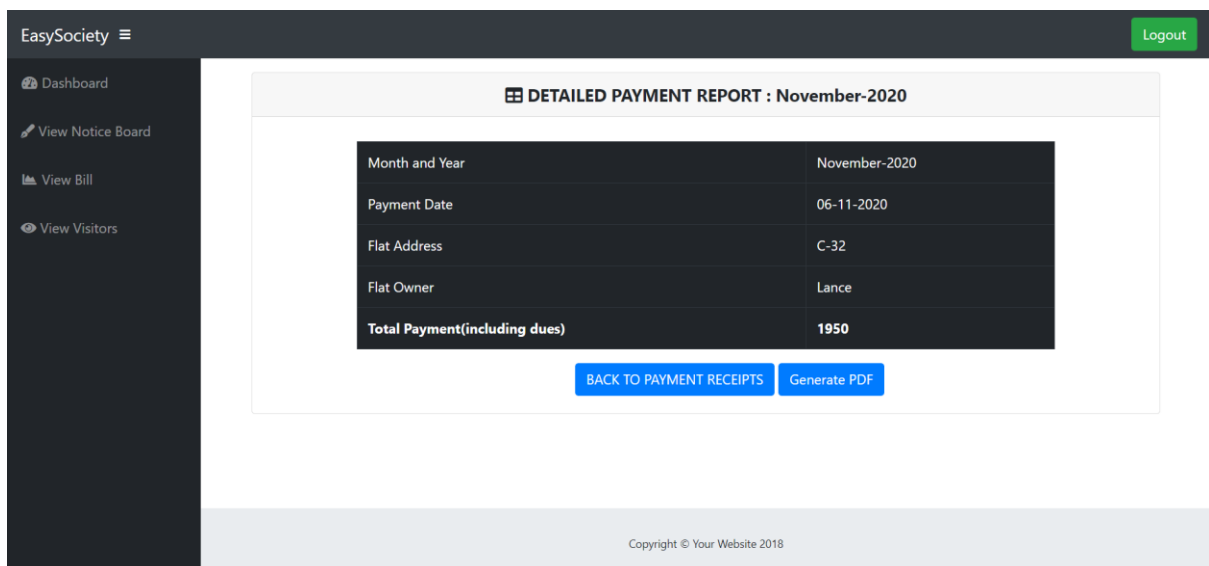 EasySociety
Logout
Dashboard
View Notice Board
View Bill
View Visitors
DETAILED PAYMENT REPORT : November-2020
Month and Year November-2020
Payment Date 06-11-2020
Flat Address C-32
Flat Owner Lance
Total Payment(including dues) 1950
BACK TO PAYMENT RECEIPTS Generate PDF
Copyright © Your Website 2018